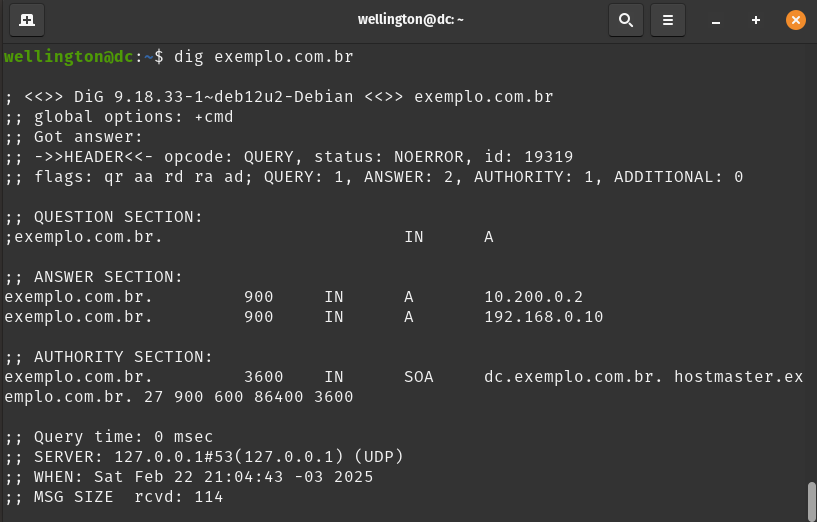 wellington@dc: ~
wellington@dc:~$ dig exemplo.com.br
; <<>> DiG 9.18.33-1~deb12u2-Debian <<>> exemplo.com.br
;; global options: +cmd
;; Got answer:
;; ->>HEADER<<- opcode: QUERY, status: NOERROR, id: 19319
;; flags: qr aa rd ra ad; QUERY: 1, ANSWER: 2, AUTHORITY: 1, ADDITIONAL: 0
;; QUESTION SECTION:
;exemplo.com.br. IN A
;; ANSWER SECTION:
exemplo.com.br. 900 IN A 10.200.0.2
exemplo.com.br. 900 IN A 192.168.0.10
;; AUTHORITY SECTION:
exemplo.com.br. 3600 IN SOA dc.exemplo.com.br. hostmaster.ex
emplo.com.br. 27 900 600 86400 3600
;; Query time: 0 msec
;; SERVER: 127.0.0.1#53(127.0.0.1) (UDP)
;; WHEN: Sat Feb 22 21:04:43 -03 2025
;; MSG SIZE  rcvd: 114